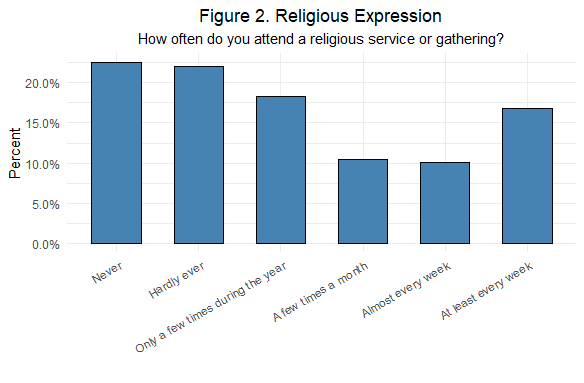 Figure 2. Religious Expression
How often do you attend a religious service or gathering?
Percent
20.0%
15.0%
10.0%
5.0%
0.0%
Never
Hardly ever
Only a few times during the year
A few times a month
Almost every week
At least every week